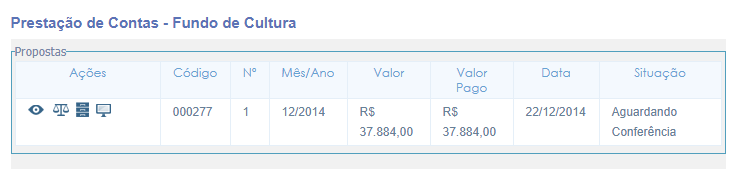 Prestação de Contas - Fundo de Cultura
Propostas
Ações Código Nº Mês/Ano Valor Valor Pago Data Situação
000277 1 12/2014 R$ 37.884,00 R$ 37.884,00 22/12/2014 Aguardando Conferência